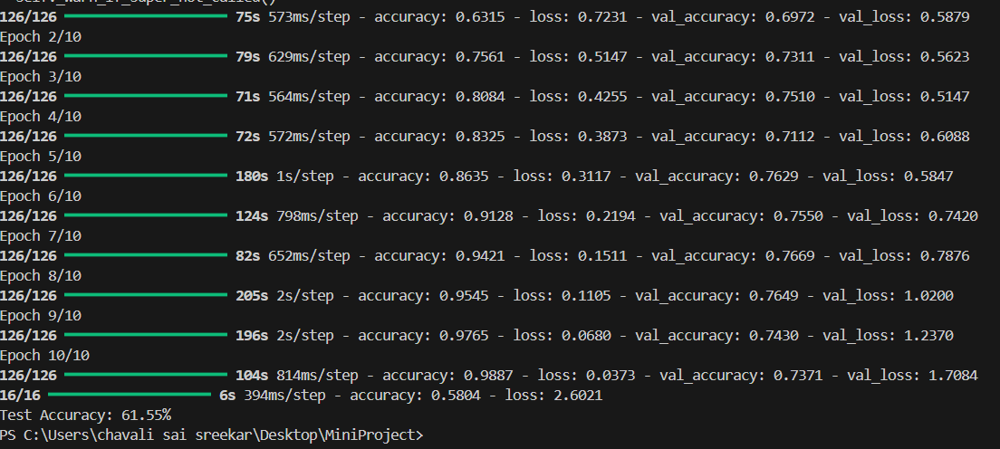 self._warn_if_super_not_called()
126/126 75s 573ms/step - accuracy: 0.6315 - loss: 0.7231 - val_accuracy: 0.6972 - val_loss: 0.5879
Epoch 2/10
126/126 79s 629ms/step - accuracy: 0.7561 - loss: 0.5147 - val_accuracy: 0.7311 - val_loss: 0.5623
Epoch 3/10
126/126 71s 564ms/step - accuracy: 0.8084 - loss: 0.4255 - val_accuracy: 0.7510 - val_loss: 0.5147
Epoch 4/10
126/126 72s 572ms/step - accuracy: 0.8325 - loss: 0.3873 - val_accuracy: 0.7112 - val_loss: 0.6088
Epoch 5/10
126/126 180s 1s/step - accuracy: 0.8635 - loss: 0.3117 - val_accuracy: 0.7629 - val_loss: 0.5847
Epoch 6/10
126/126 124s 798ms/step - accuracy: 0.9128 - loss: 0.2194 - val_accuracy: 0.7550 - val_loss: 0.7420
Epoch 7/10
126/126 82s 652ms/step - accuracy: 0.9421 - loss: 0.1511 - val_accuracy: 0.7669 - val_loss: 0.7876
Epoch 8/10
126/126 205s 2s/step - accuracy: 0.9545 - loss: 0.1105 - val_accuracy: 0.7649 - val_loss: 1.0200
Epoch 9/10
126/126 196s 2s/step - accuracy: 0.9765 - loss: 0.0680 - val_accuracy: 0.7430 - val_loss: 1.2370
Epoch 10/10
126/126 104s 814ms/step - accuracy: 0.9887 - loss: 0.0373 - val_accuracy: 0.7371 - val_loss: 1.7084
16/16 6s 394ms/step - accuracy: 0.5804 - loss: 2.6021
Test Accuracy: 61.55%
PS C:\Users\chavali sai sreekar\Desktop\MiniProject>